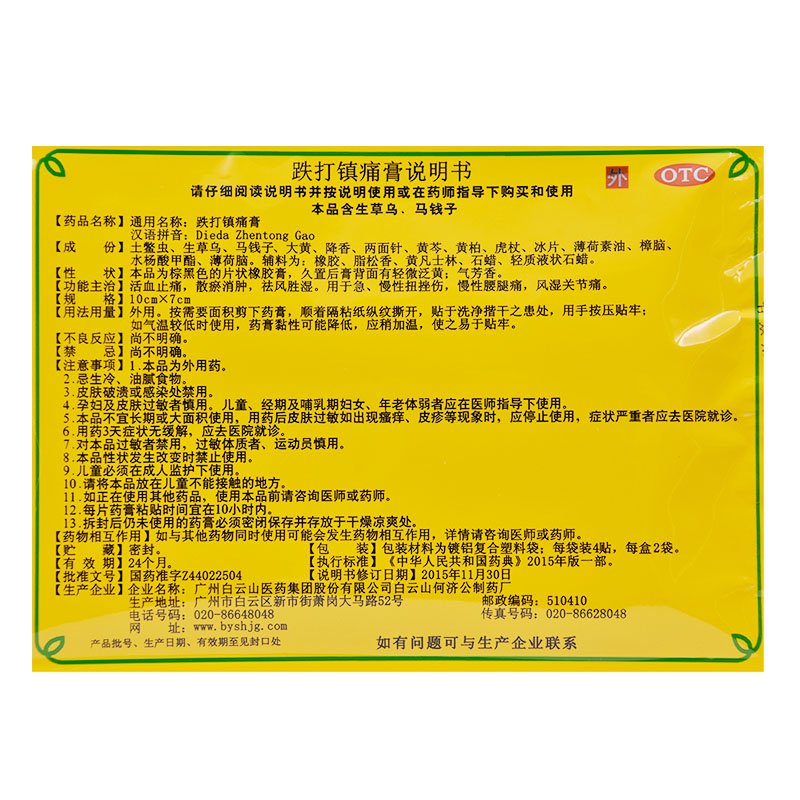 跌打镇痛膏说明书
外
OTC
请仔细阅读说明书并按说明使用或在药师指导下购买和使用
本品含生草乌、马钱子
【药品名称】通用名称：跌打镇痛膏
汉语拼音：Dieda Zhentong Gao
【成 份】土鳖虫、生草乌、马钱子、大黄、降香、两面针、黄芩、黄柏、虎杖、冰片、薄荷素油、樟脑、
水杨酸甲酯、薄荷脑。辅料为：橡胶、脂松香、黄凡士林、石蜡、轻质液状石蜡。
【性 状】本品为棕黑色的片状橡胶膏，久置后膏背面有轻微泛黄；气芳香。
【功能主治】活血止痛，散瘀消肿，祛风胜湿。用于急、慢性扭挫伤，慢性腰腿痛，风湿关节痛。
【规 格】10cm×7cm
【用法用量】外用。按需要面积剪下药膏，顺着隔粘纸纵纹撕开，贴于洗净揩干之患处，用手按压贴牢；
如气温较低时使用，药膏黏性可能降低，应稍加温，使之易于贴牢。
【不良反应】尚不明确。
【禁 忌】尚不明确。
【注意事项】1.本品为外用药。
2.忌生冷、油腻食物。
3.皮肤破溃或感染处禁用。
4.孕妇及皮肤过敏者慎用。儿童、经期及哺乳期妇女、年老体弱者应在医师指导下使用。
5.本品不宜长期或大面积使用，用药后皮肤过敏如出现瘙痒、皮疹等现象时，应停止使用，症状严重者应去医院就诊。
6.用药3天症状无缓解，应去医院就诊。
7.对本品过敏者禁用，过敏体质者、运动员慎用。
8.本品性状发生改变时禁止使用。
9.儿童必须在成人监护下使用。
10.请将本品放在儿童不能接触的地方。
11.如正在使用其他药品，使用本品前请咨询医师或药师。
12.每片药膏粘贴时间宜在10小时内。
13.拆封后仍未使用的药膏必须密闭保存并存放于干燥凉爽处。
【药物相互作用】如与其他药物同时使用可能会发生药物相互作用，详情请咨询医师或药师。
【贮 藏】密封。 【包 装】包装材料为镀铝复合塑料袋；每袋装4贴，每盒2袋。
【有 效 期】24个月。 【执行标准】《中华人民共和国药典》2015年版一部。
【批准文号】国药准字Z44022504 【说明书修订日期】2015年11月30日
【生产企业】企业名称：广州白云山医药集团股份有限公司白云山何济公制药厂
生产地址：广州市白云区新市街萧岗大马路52号 邮政编码：510410
电话号码：020-86648048 传真号码：020-86628048
网 址：www.byshjg.com
产品批号、生产日期、有效期至见封口处 如有问题可与生产企业联系